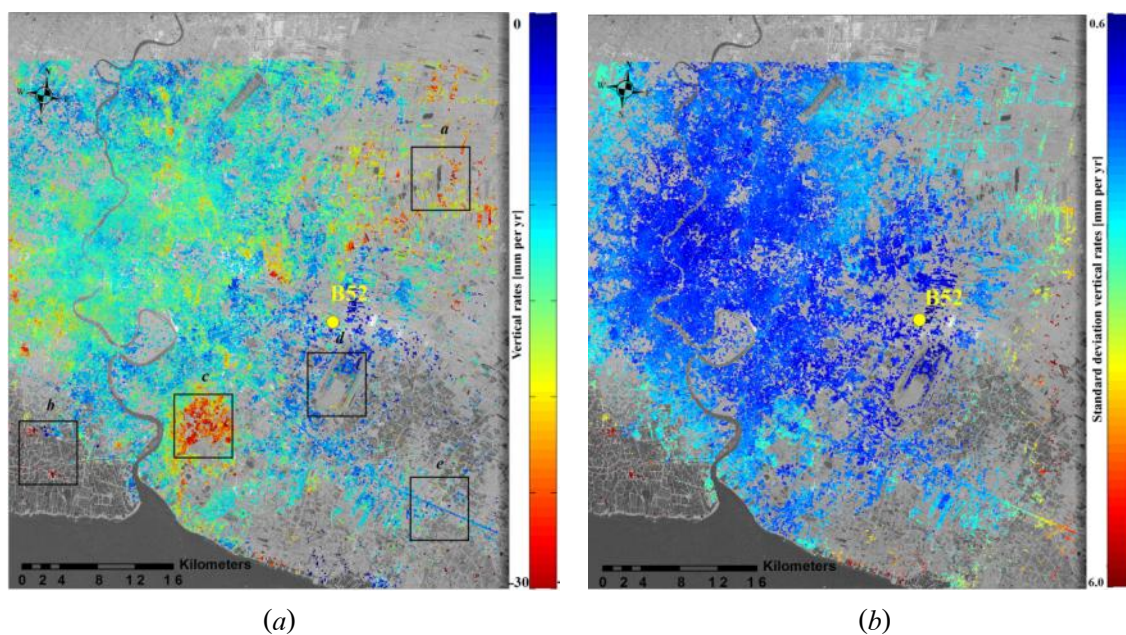 0
a
B52
d
c
b
e
Vertical rates [mm per yr]
-30
Kilometers
0 2 4 8 12 16
(a)
0.6
B52
Standard deviation vertical rates [mm per yr]
6.0
Kilometers
0 2 4 8 12 16
(b)